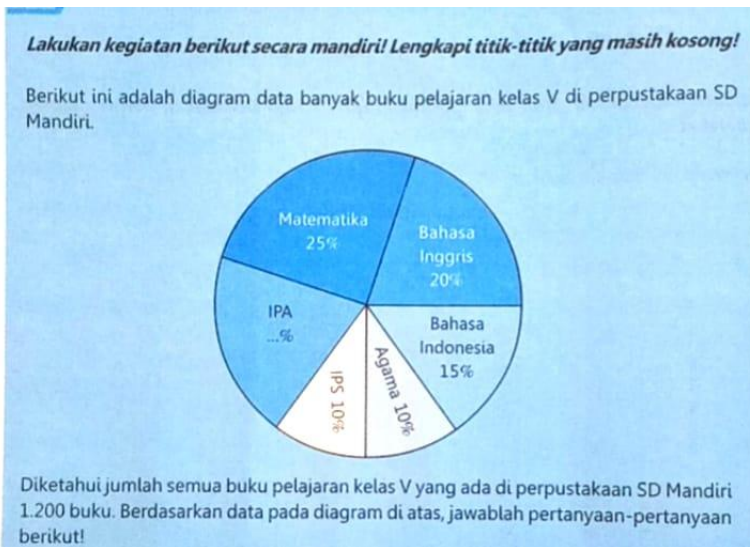 Lakukan kegiatan berikut secara mandiri! Lengkapi titik-titik yang masih kosong!
Berikut ini adalah diagram data banyak buku pelajaran kelas V di perpustakaan SD
Mandiri.
Matematika
25%
Bahasa
Inggris
20%
IPA
...%
Bahasa
Indonesia
15%
IPS 10%
Agama 10%
Diketahui jumlah semua buku pelajaran kelas V yang ada di perpustakaan SD Mandiri
1.200 buku. Berdasarkan data pada diagram di atas, jawablah pertanyaan-pertanyaan
berikut!